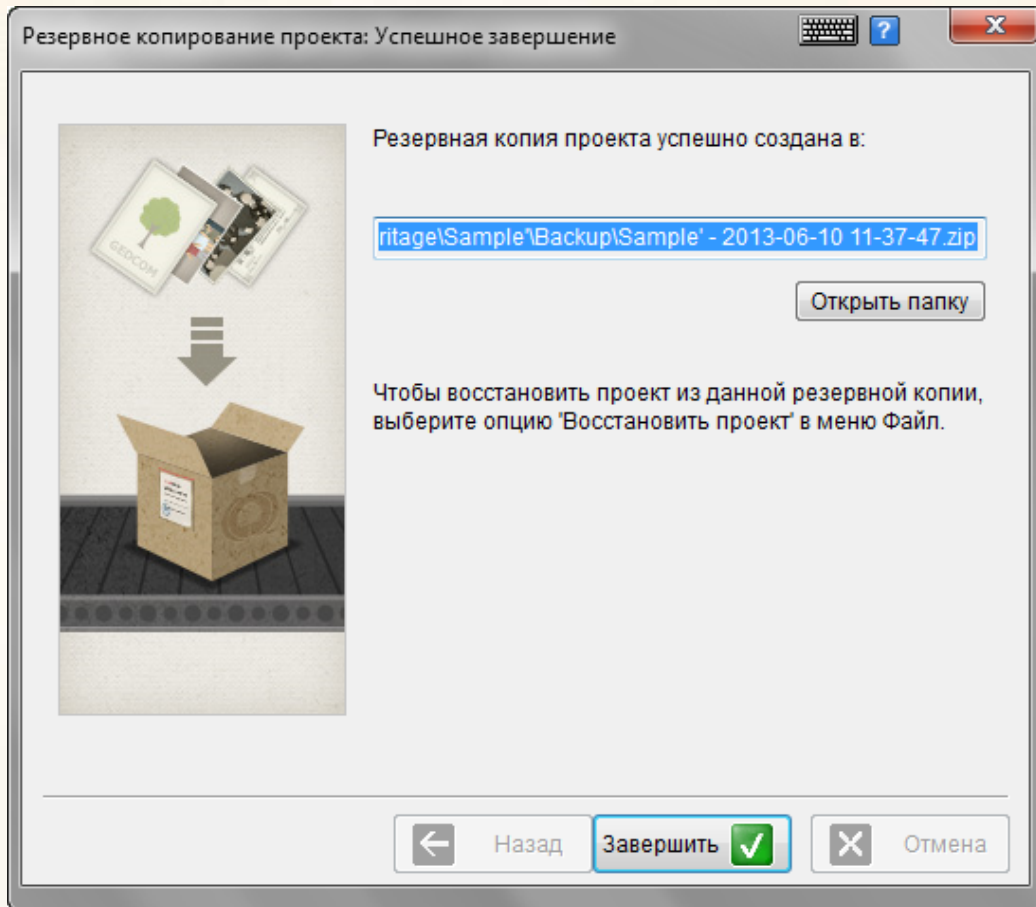 Резервное копирование проекта: Успешное завершение
?
GEDCOM
Резервная копия проекта успешно создана в:
ritage\Sample'\Backup\Sample' - 2013-06-10 11-37-47.zip
Открыть папку
Чтобы восстановить проект из данной резервной копии,
выберите опцию 'Восстановить проект' в меню Файл.
Назад
Завершить
Отмена